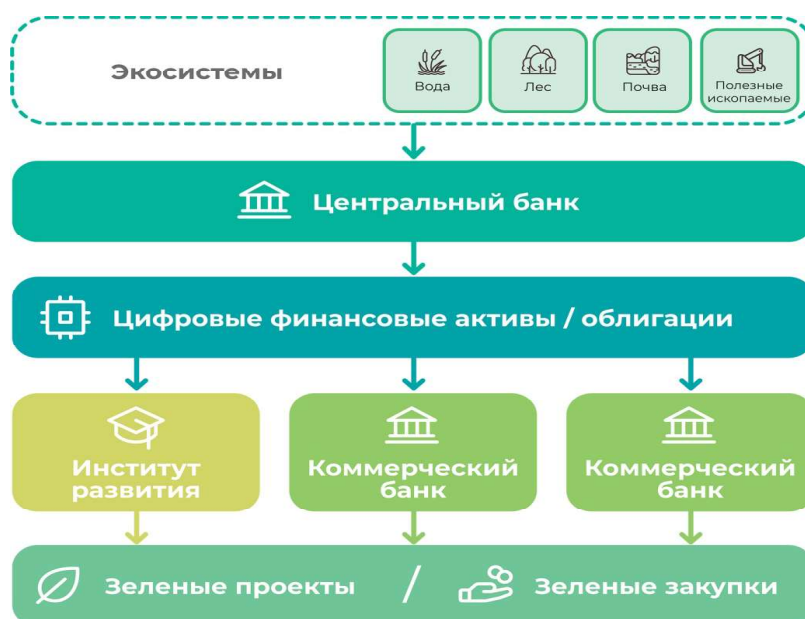 Экосистемы
Вода
Лес
Почва
Полезные
ископаемые
Центральный банк
Цифровые финансовые активы / облигации
Институт
развития
Коммерческий
банк
Коммерческий
банк
Зеленые проекты / Зеленые закупки